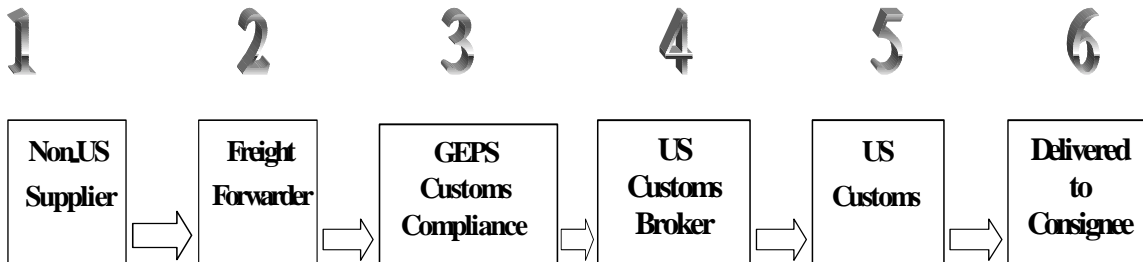 1 2 3 4 5 6
Non-US
Supplier
Freight
Forwarder
GEPS
Customs
Compliance
US
Customs
Broker
US
Customs
Delivered
to
Consignee